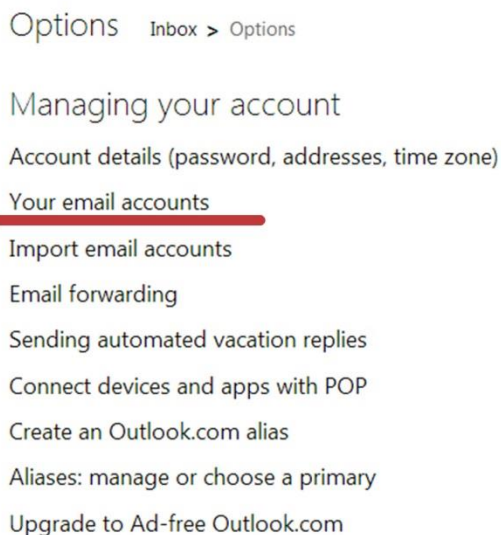 Options Inbox > Options
Managing your account
Account details (password, addresses, time zone)
Your email accounts
Import email accounts
Email forwarding
Sending automated vacation replies
Connect devices and apps with POP
Create an Outlook.com alias
Aliases: manage or choose a primary
Upgrade to Ad-free Outlook.com